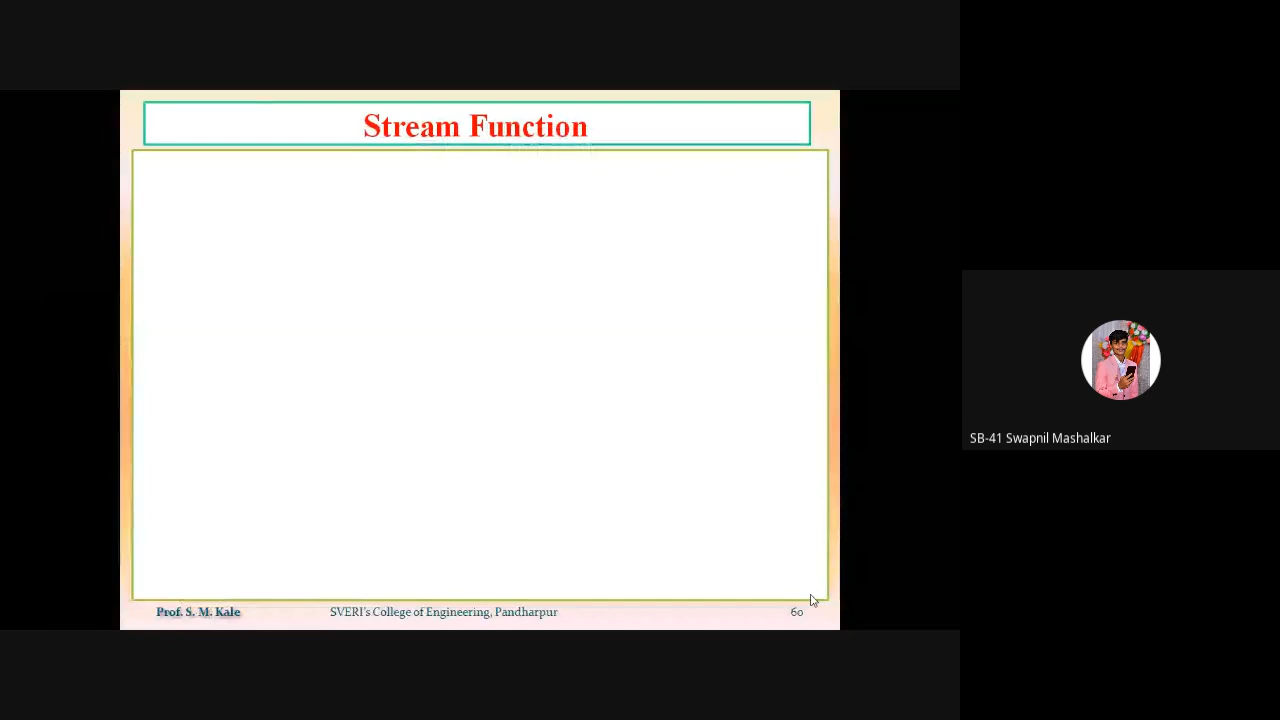 Stream Function
Prof. S. M. Kale
SVERI's College of Engineering, Pandharpur
60
SB-41 Swapnil Mashalkar